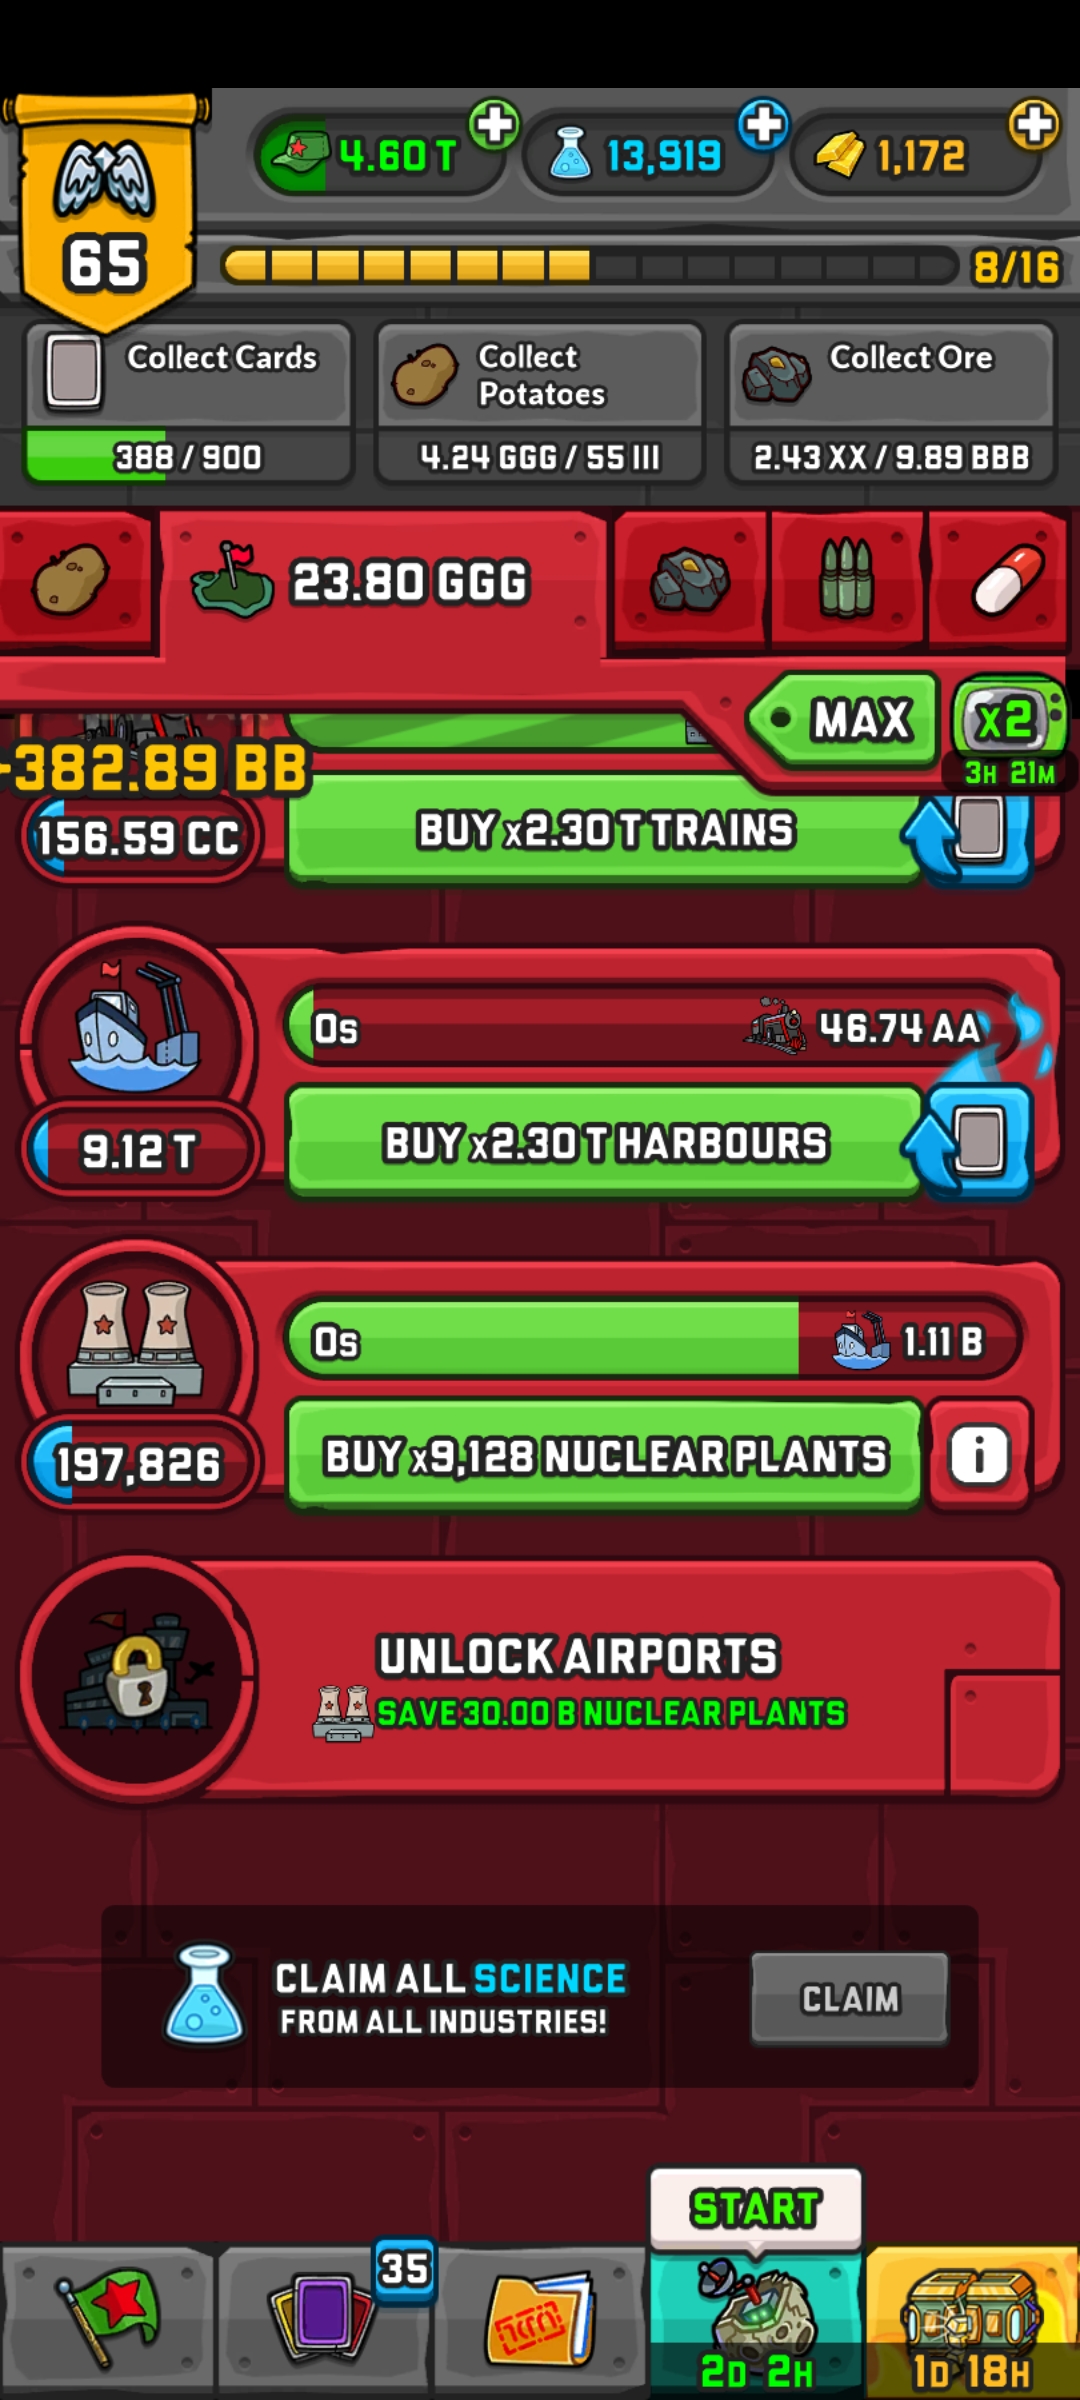 4.60 T
13,919
1,172
65
8/16
Collect Cards
388 / 900
Collect
Potatoes
4.24 GGG / 55 III
Collect Ore
2.43 XX / 9.89 BBB
23.80 GGG
MAX
X2
3H 21M
382.89 BB
156.59 CC
BUY x2.30 T TRAINS
0s
46.74 AA
9.12 T
BUY x2.30 T HARBOURS
0s
1.11 B
197,826
BUY x9,128 NUCLEAR PLANTS
i
UNLOCK AIRPORTS
SAVE 30.00 B NUCLEAR PLANTS
CLAIM ALL SCIENCE
FROM ALL INDUSTRIES!
CLAIM
START
35
2D 2H
1D 18H